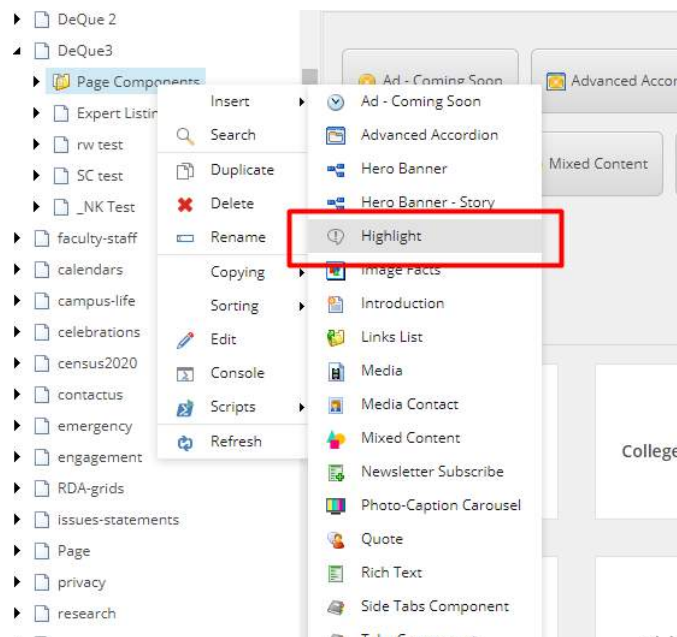 DeQue 2
DeQue3
Page Components
Expert Listin
rw test
SC test
_NK Test
faculty-staff
calendars
campus-life
celebrations
census2020
contactus
emergency
engagement
RDA-grids
issues-statements
Page
privacy
research
Insert
Search
Duplicate
Delete
Rename
Copying
Sorting
Edit
Console
Scripts
Refresh
Ad - Coming Soon
Advanced Accordion
Hero Banner
Hero Banner - Story
Highlight
Image Facts
Introduction
Links List
Media
Media Contact
Mixed Content
Newsletter Subscribe
Photo-Caption Carousel
Quote
Rich Text
Side Tabs Component
Ad - Coming Soon
Advanced Accor
Mixed Content
College